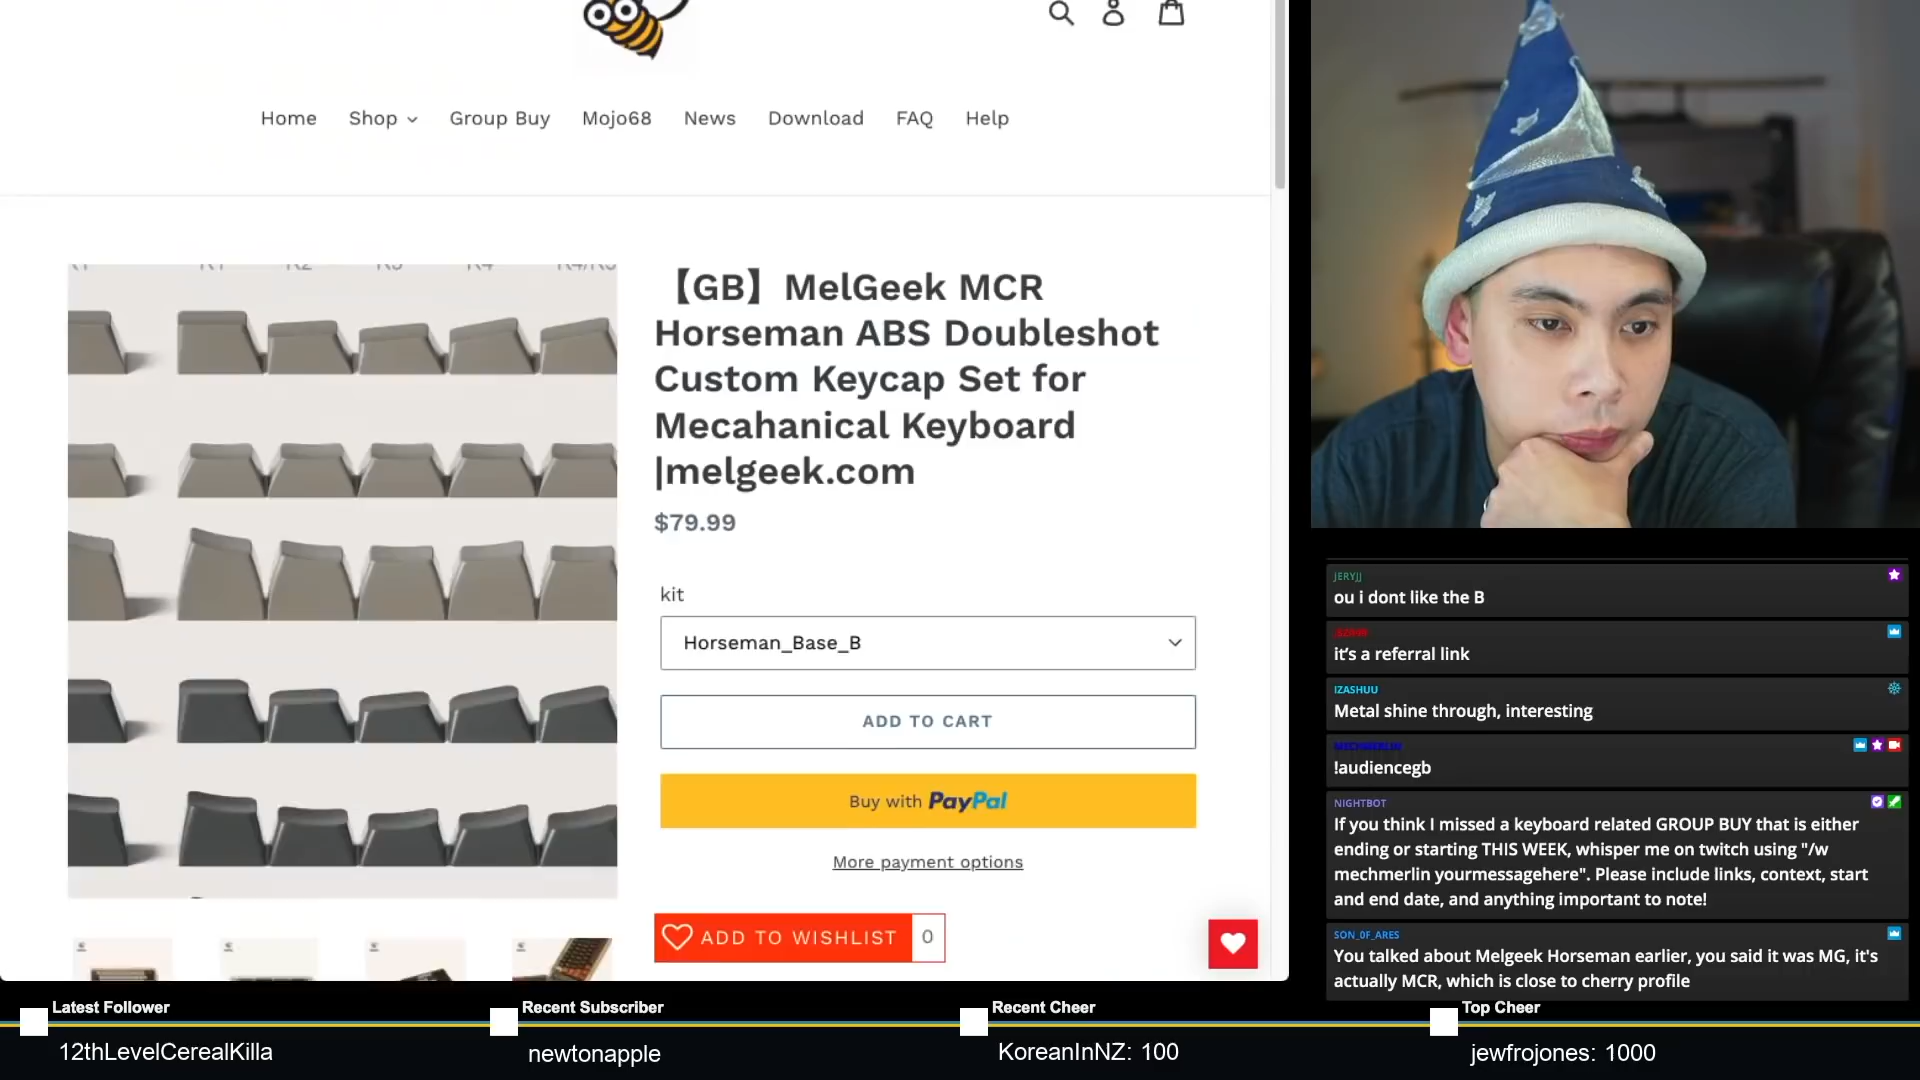 Home Shop Group Buy Mojo68 News Download FAQ Help
【GB】MelGeek MCR
Horseman ABS Doubleshot
Custom Keycap Set for
Mecahanical Keyboard
|melgeek.com
$79.99
kit
Horseman_Base_B
ADD TO CART
Buy with PayPal
More payment options
ADD TO WISHLIST 0
JERYJJ
ou i dont like the B
it’s a referral link
IZASHUU
Metal shine through, interesting
MECHMERLIN
!audiencegb
NIGHTBOT
If you think I missed a keyboard related GROUP BUY that is either
ending or starting THIS WEEK, whisper me on twitch using "/w
mechmerlin yourmessagehere". Please include links, context, start
and end date, and anything important to note!
SON_0F_ARES
You talked about Melgeek Horseman earlier, you said it was MG, it's
actually MCR, which is close to cherry profile
Latest Follower
12thLevelCerealKilla
Recent Subscriber
newtonapple
Recent Cheer
KoreanInNZ: 100
Top Cheer
jewfrojones: 1000